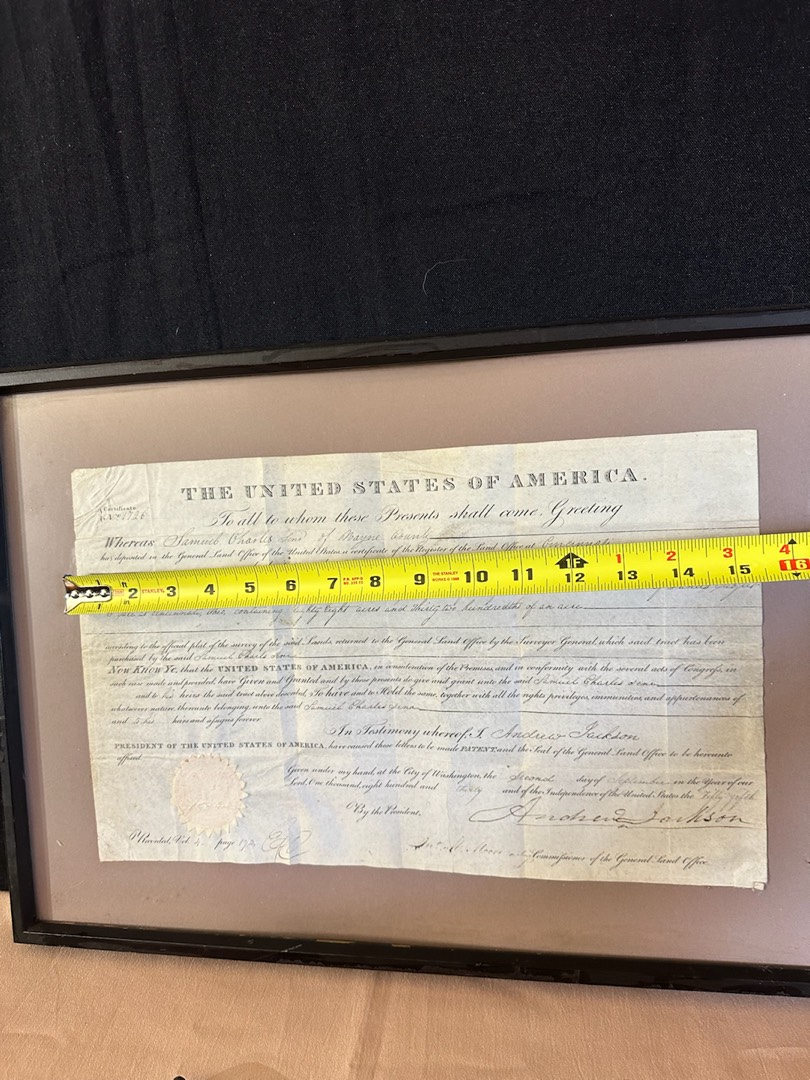 THE UNITED STATES OF AMERICA.
Certificate
To all to whom these Presents shall come, Greeting
Whereas Samuel Charles of Wayne County
ha deposited in the General Land Office of the United States, a certificate of the Register of the Land Office at Cincinnati
1 2 3 4 5 6 7 8 9 10 11 12 13 14 15 16
STANLEY
1 2 3 4
containing Eighty Eight acres and thirty two hundredths of an acre
according to the official plat of the survey of the said Lands, returned to the General Land Office by the Surveyor General, which said tract has been
purchased by the said Samuel Charles
NOW KNOW YE, that the UNITED STATES OF AMERICA, in consideration of the Premises, and in conformity with the several acts of Congress, in
such case made and provided, have Given and Granted, and by these presents do give and grant unto the said Samuel Charles
and to his heirs the said tract above described; To have and to Hold the same, together with all the rights privileges, immunities, and appurtenances of
whatsoever nature, thereunto belonging, unto the said Samuel Charles
and to his heirs and assigns forever
In Testimony whereof, I Andrew Jackson
PRESIDENT OF THE UNITED STATES OF AMERICA, have caused these letters to be made PATENT, and the Seal of the General Land Office to be hereunto
affixed.
Given under my hand, at the City of Washington, the Second day of September in the Year of our
Lord, One thousand, eight hundred and thirty and of the Independence of the United States the Fifty fifth
By the President,
Andrew Jackson
Recorded, Vol page
Commissioner of the General Land Office.